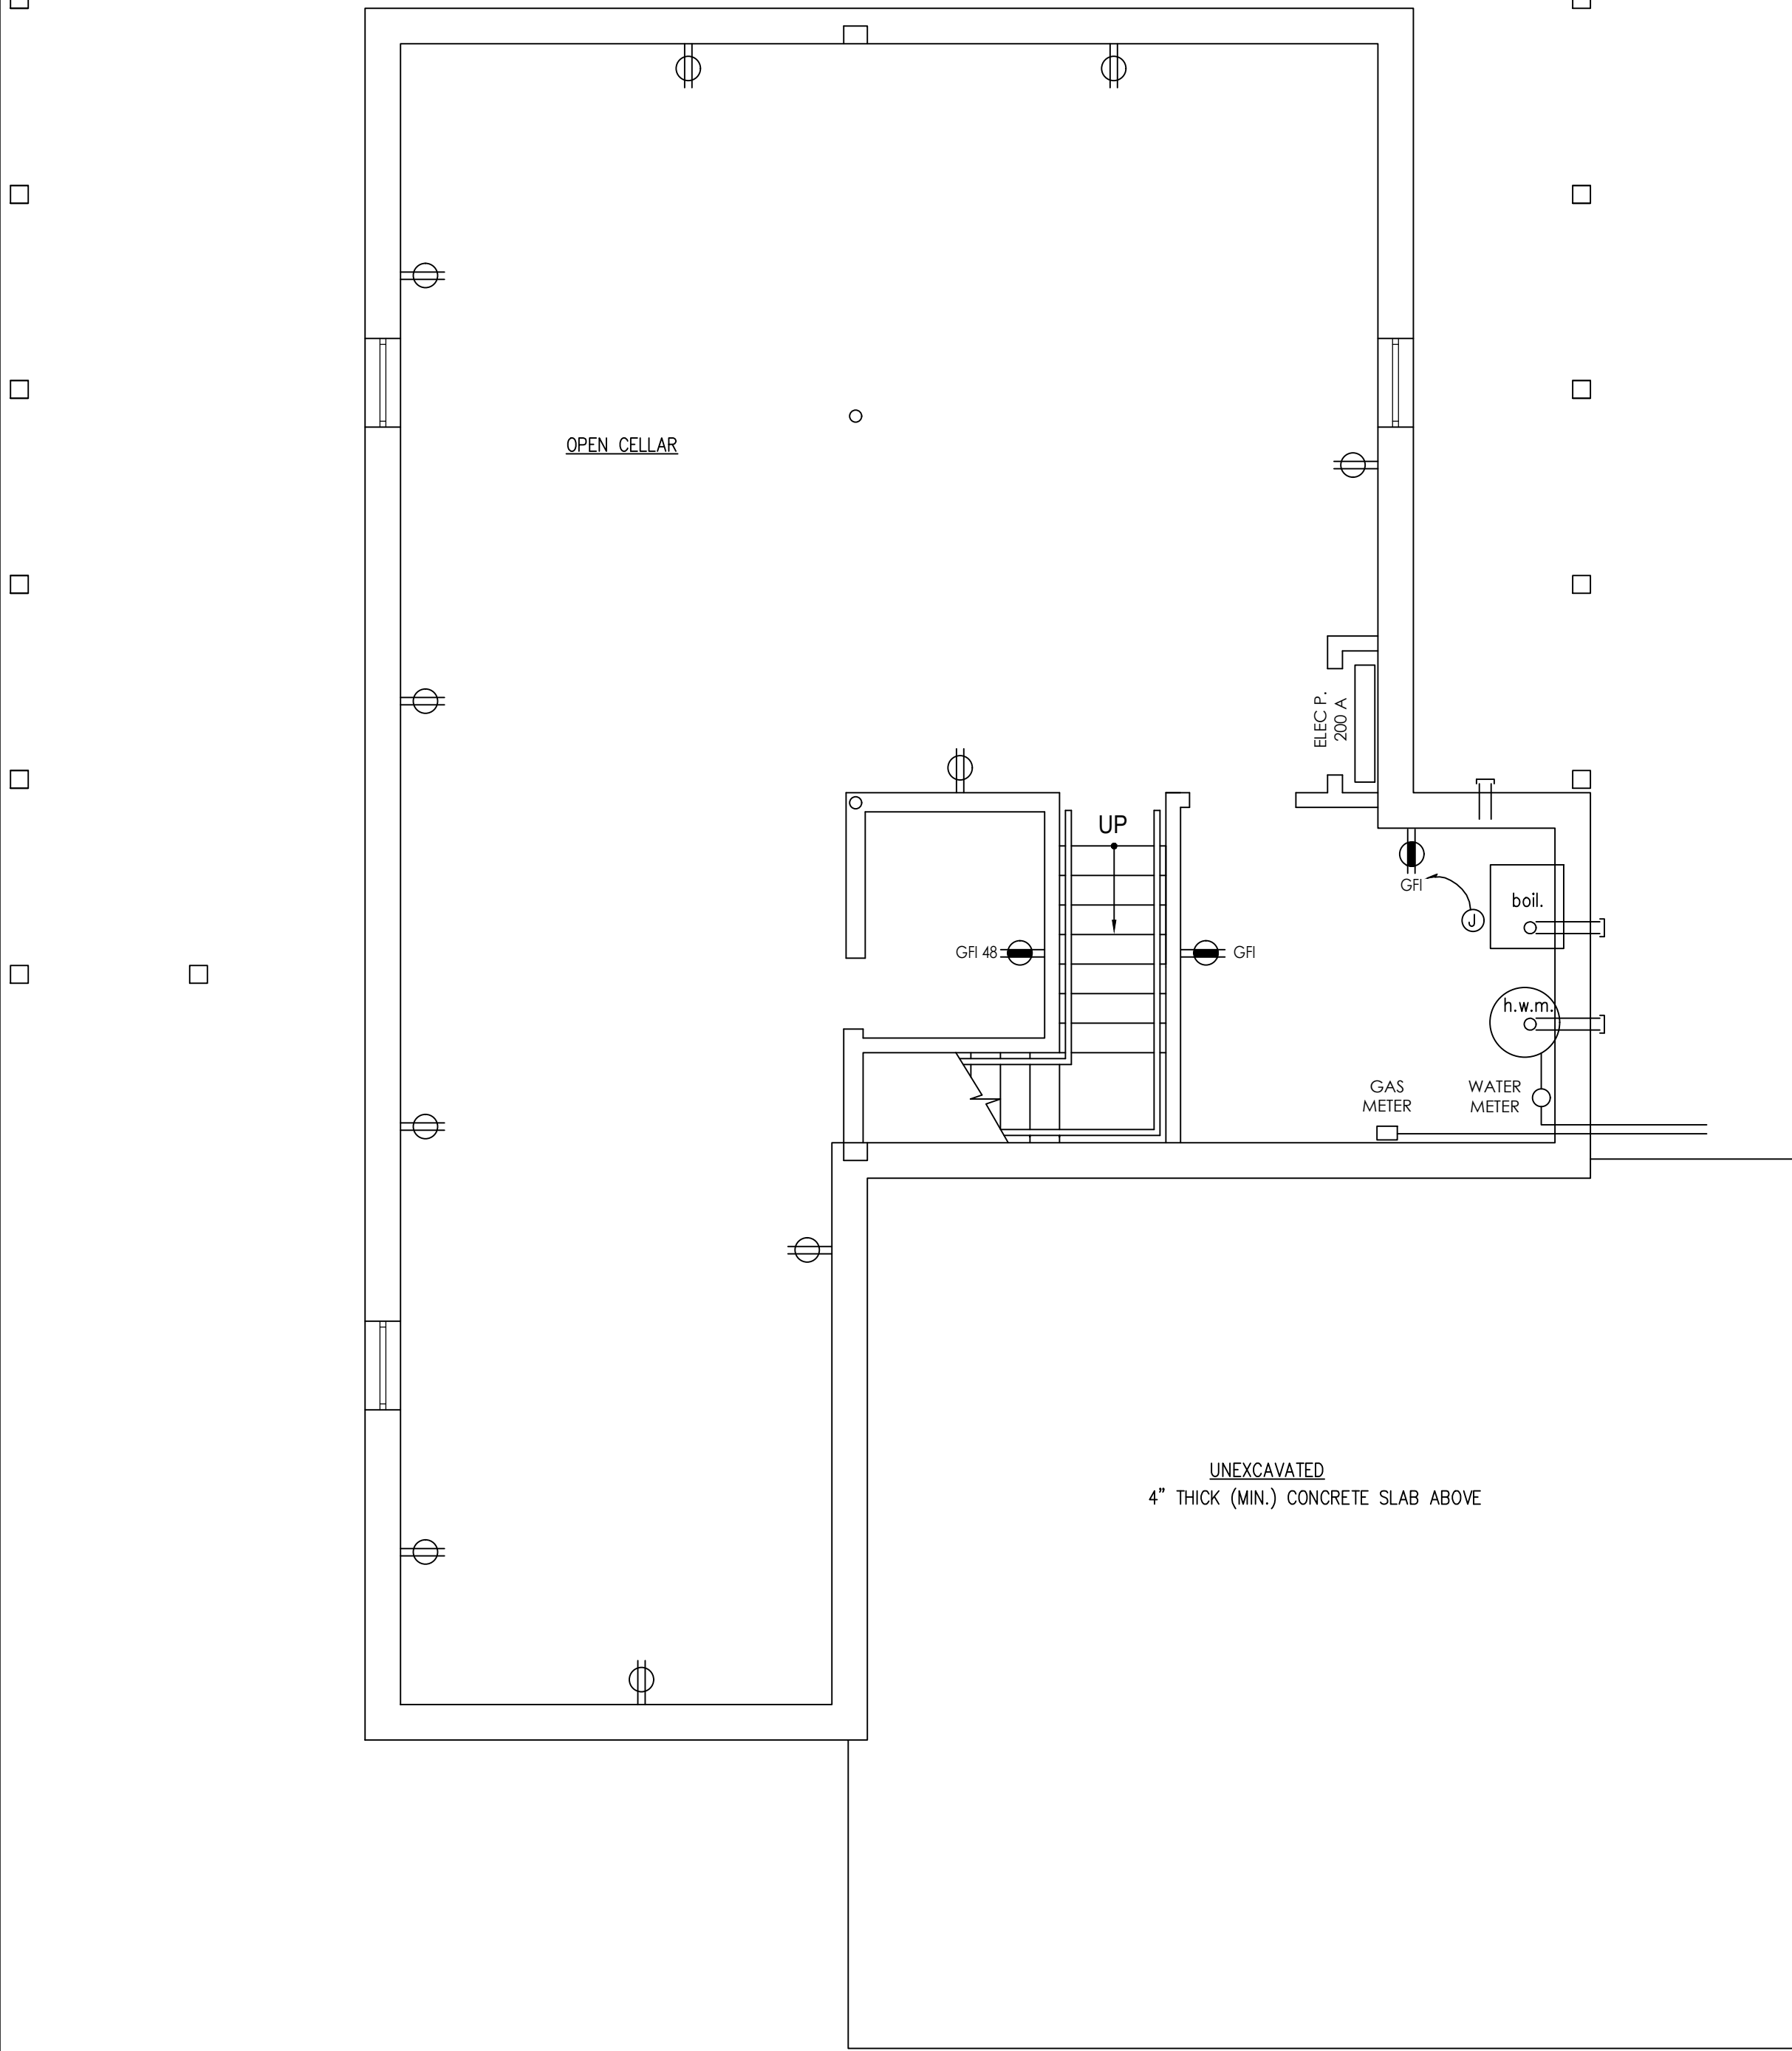 OPEN CELLAR
ELEC P.
200 A
UP
GFI
J
boil.
GFI 48
GFI
h.w.m.
GAS
METER
WATER
METER
UNEXCAVATED
4” THICK (MIN.) CONCRETE SLAB ABOVE